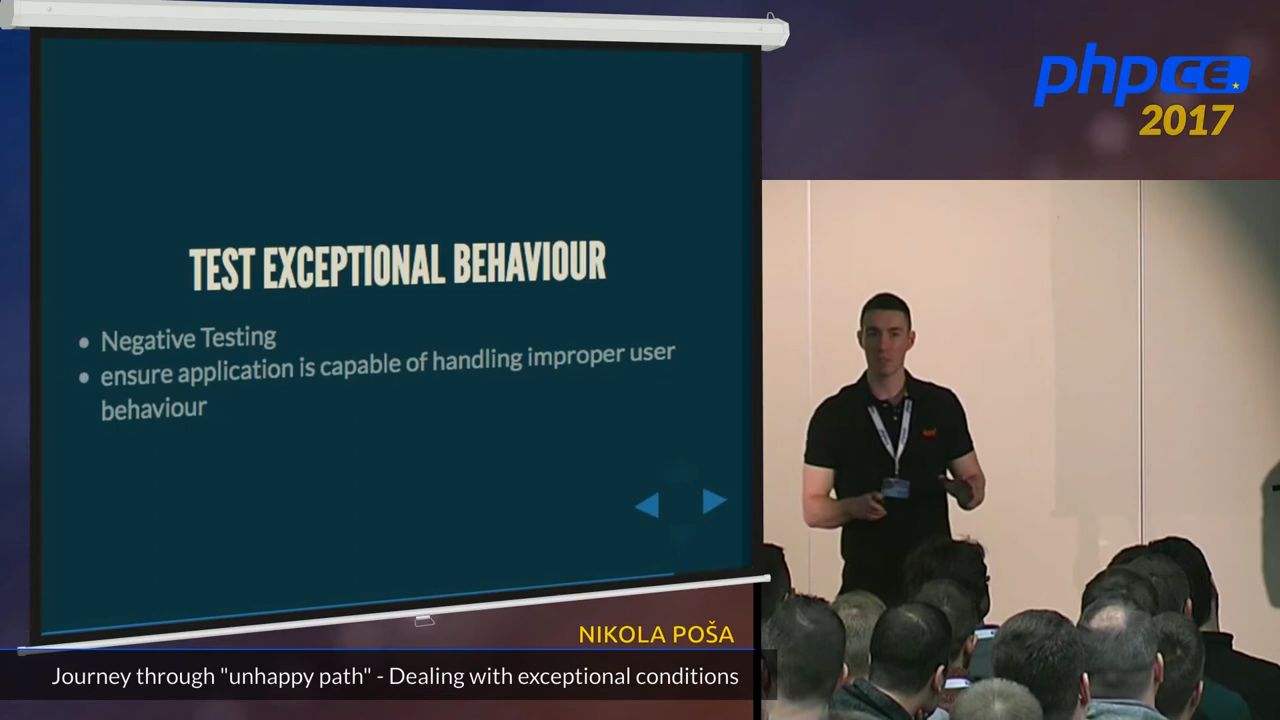 phpCE
2017
TEST EXCEPTIONAL BEHAVIOUR
Negative Testing
ensure application is capable of handling improper user
behaviour
NIKOLA POŠA
Journey through "unhappy path" - Dealing with exceptional conditions